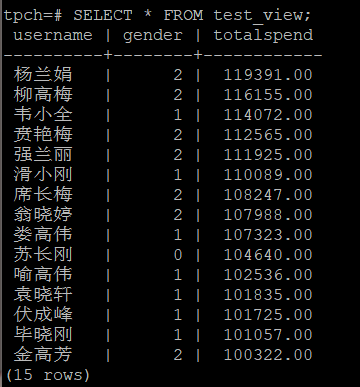 tpch=# SELECT * FROM test_view;
username | gender | totalspend
----------+--------+------------
杨兰娟 | 2 | 119391.00
柳高梅 | 2 | 116155.00
韦小全 | 1 | 114072.00
贲艳梅 | 2 | 112565.00
强兰丽 | 2 | 111925.00
滑小刚 | 1 | 110089.00
席长梅 | 2 | 108247.00
翁晓婷 | 2 | 107988.00
娄高伟 | 1 | 107323.00
苏长刚 | 0 | 104640.00
喻高伟 | 1 | 102536.00
袁晓轩 | 1 | 101835.00
伏成峰 | 1 | 101725.00
毕晓刚 | 1 | 101057.00
金高芳 | 2 | 100322.00
(15 rows)